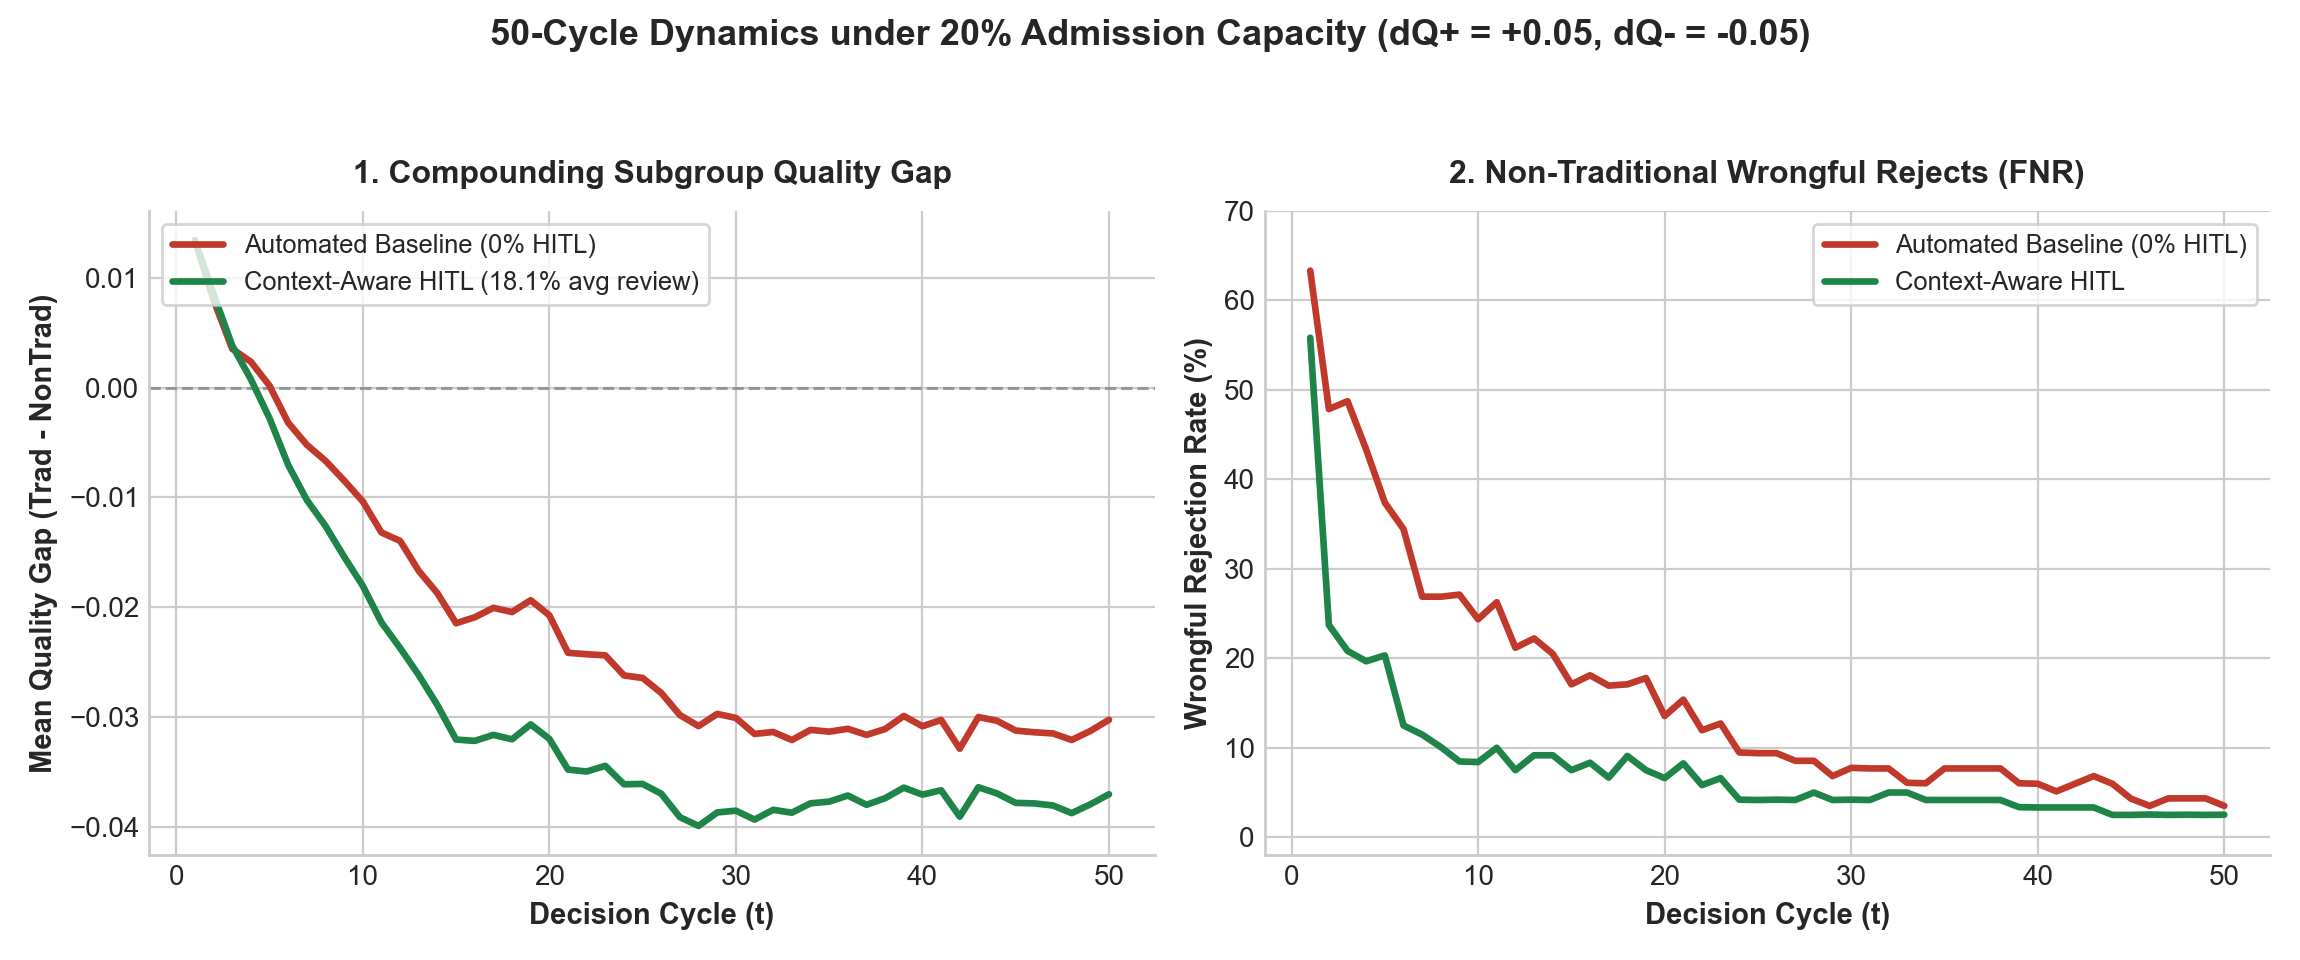 50-Cycle Dynamics under 20% Admission Capacity (dQ+ = +0.05, dQ- = -0.05)
1. Compounding Subgroup Quality Gap
Automated Baseline (0% HITL)
Context-Aware HITL (18.1% avg review)
Mean Quality Gap (Trad - NonTrad)
0.01
0.00
−0.01
−0.02
−0.03
−0.04
0 10 20 30 40 50
Decision Cycle (t)
2. Non-Traditional Wrongful Rejects (FNR)
Automated Baseline (0% HITL)
Context-Aware HITL
Wrongful Rejection Rate (%)
70
60
50
40
30
20
10
0
0 10 20 30 40 50
Decision Cycle (t)